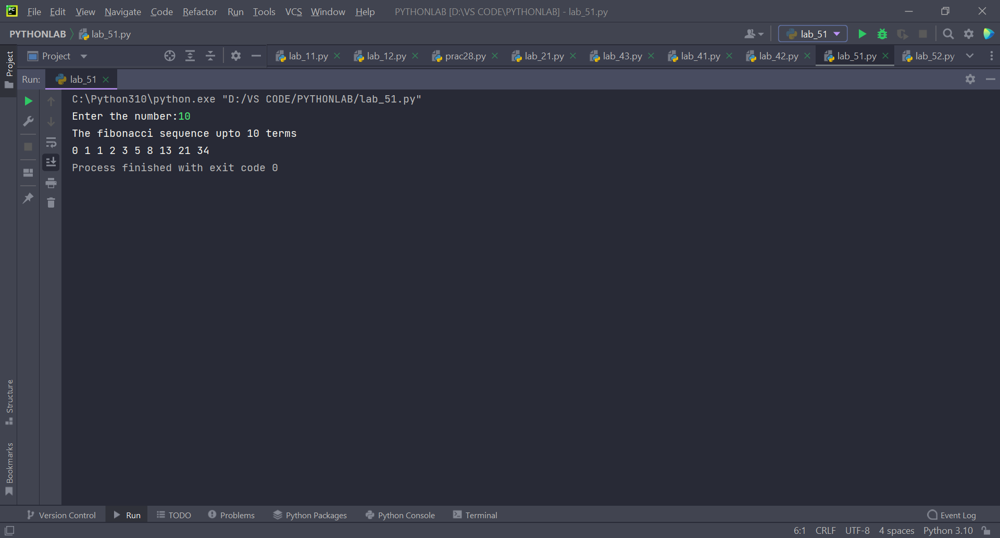 PC File Edit View Navigate Code Refactor Run Tools VCS Window Help PYTHONLAB [D:\VS CODE\PYTHONLAB] - lab_51.py
PYTHONLAB lab_51.py lab_51
Project Project lab_11.py lab_12.py prac28.py lab_21.py lab_43.py lab_41.py lab_42.py lab_51.py lab_52.py
Run: lab_51
C:\Python310\python.exe "D:/VS CODE/PYTHONLAB/lab_51.py"
Enter the number:10
The fibonacci sequence upto 10 terms
0 1 1 2 3 5 8 13 21 34
Process finished with exit code 0
Structure
Bookmarks
Version Control Run TODO Problems Python Packages Python Console Terminal Event Log
6:1 CRLF UTF-8 4 spaces Python 3.10